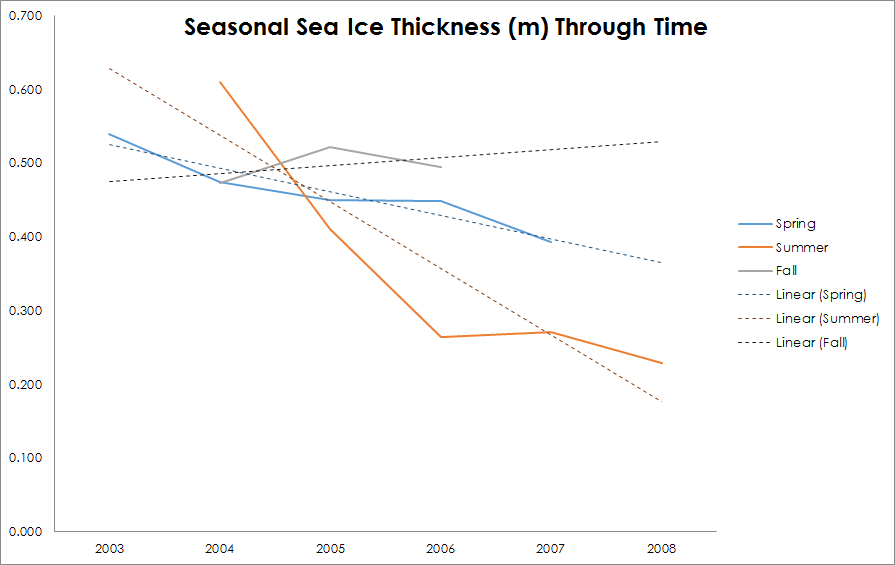 Seasonal Sea Ice Thickness (m) Through Time
0.700
0.600
0.500
0.400
0.300
0.200
0.100
0.000
2003 2004 2005 2006 2007 2008
Spring
Summer
Fall
Linear (Spring)
Linear (Summer)
Linear (Fall)